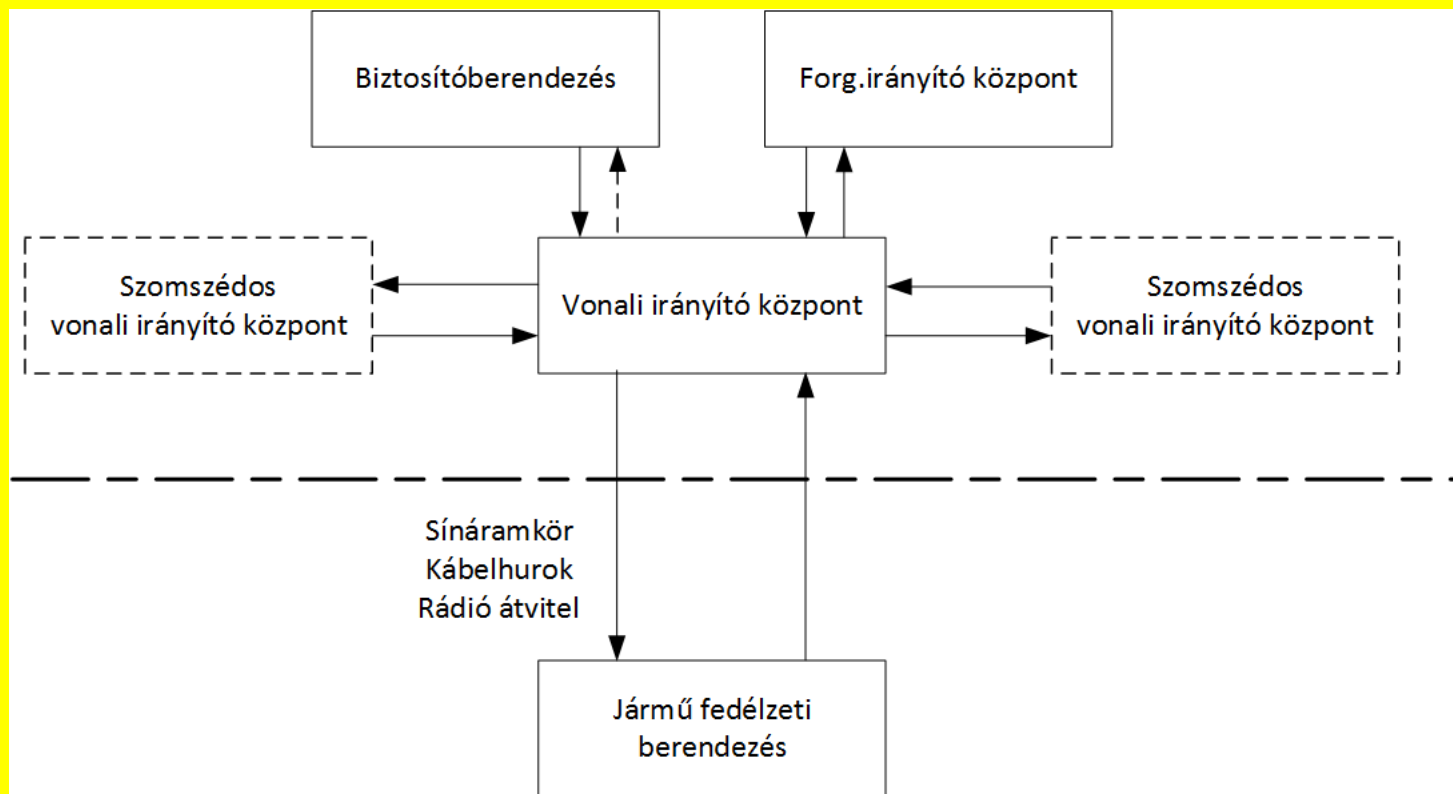 Biztosítóberendezés
Forg.irányító központ
Szomszédos
vonali irányító központ
Vonali irányító központ
Szomszédos
vonali irányító központ
Sínáramkör
Kábelhurok
Rádió átvitel
Jármű fedélzeti
berendezés